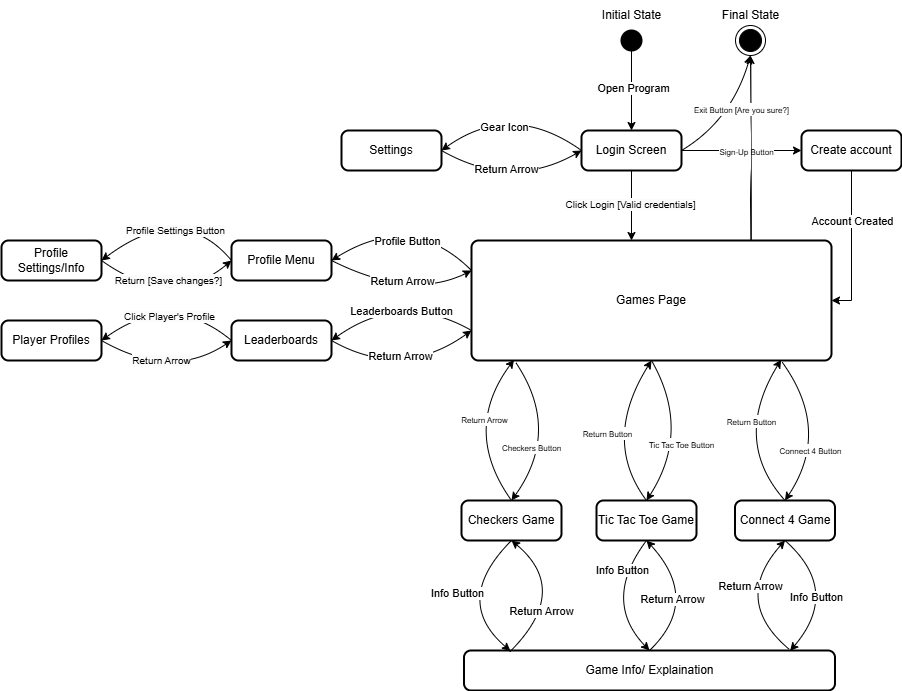 Initial State
Final State
Open Program
Exit Button [Are you sure?]
Gear Icon
Settings
Login Screen
Sign-Up Button
Create account
Return Arrow
Click Login [Valid credentials]
Account Created
Profile Settings Button
Profile Button
Profile
Settings/Info
Profile Menu
Return [Save changes?]
Return Arrow
Games Page
Click Player's Profile
Leaderboards Button
Player Profiles
Leaderboards
Return Arrow
Return Arrow
Return Arrow
Checkers Button
Return Button
Tic Tac Toe Button
Return Button
Connect 4 Button
Checkers Game
Tic Tac Toe Game
Connect 4 Game
Info Button
Return Arrow
Info Button
Return Arrow
Return Arrow
Info Button
Game Info/ Explaination